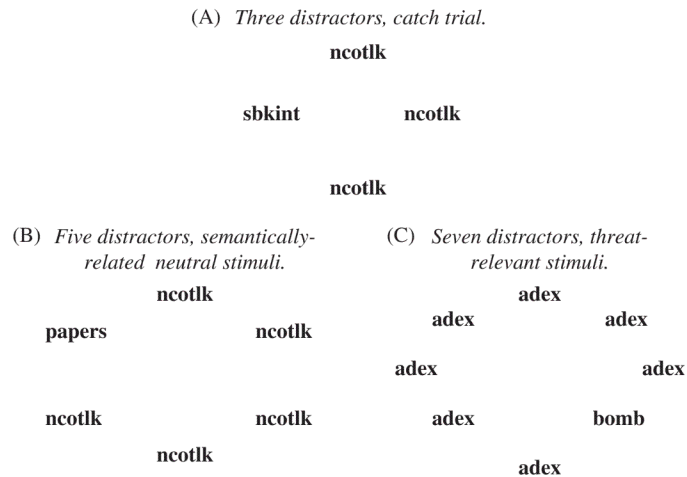 (A) Three distractors, catch trial.
ncotlk
sbkint ncotlk
ncotlk
(B) Five distractors, semantically-
related neutral stimuli.
ncotlk
papers ncotlk
ncotlk ncotlk
ncotlk
(C) Seven distractors, threat-
relevant stimuli.
adex
adex adex
adex adex
adex bomb
adex